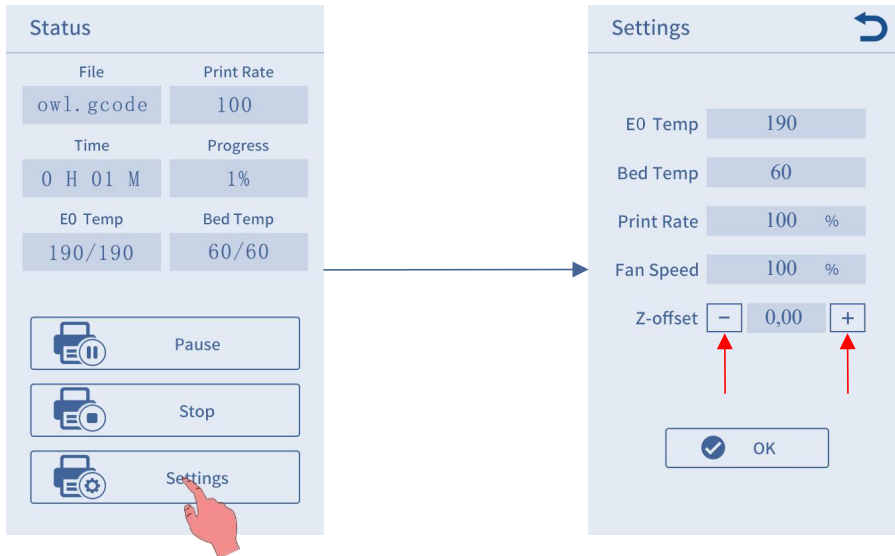 Status
File Print Rate
owl.gcode 100
Time Progress
0 H 01 M 1%
E0 Temp Bed Temp
190/190 60/60
Pause
Stop
Settings
Settings
E0 Temp 190
Bed Temp 60
Print Rate 100 %
Fan Speed 100 %
Z-offset − 0,00 +
OK